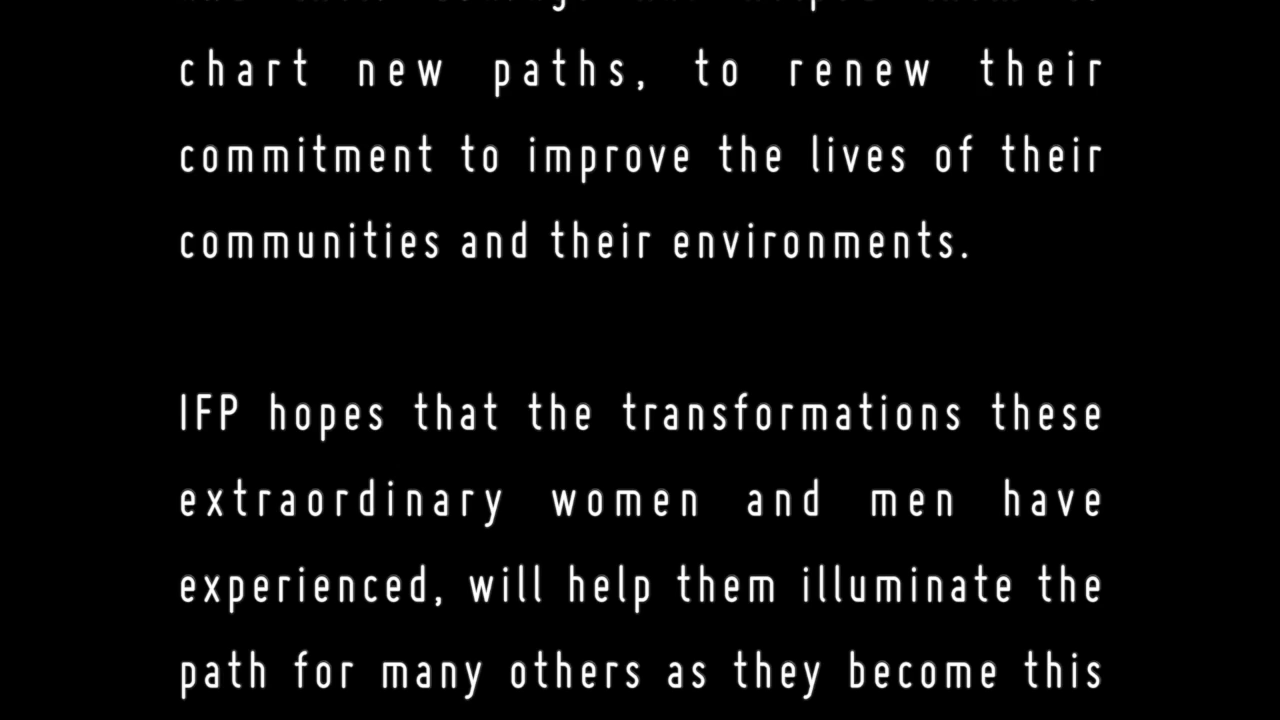 chart new paths, to renew their
commitment to improve the lives of their
communities and their environments.
IFP hopes that the transformations these
extraordinary women and men have
experienced, will help them illuminate the
path for many others as they become this